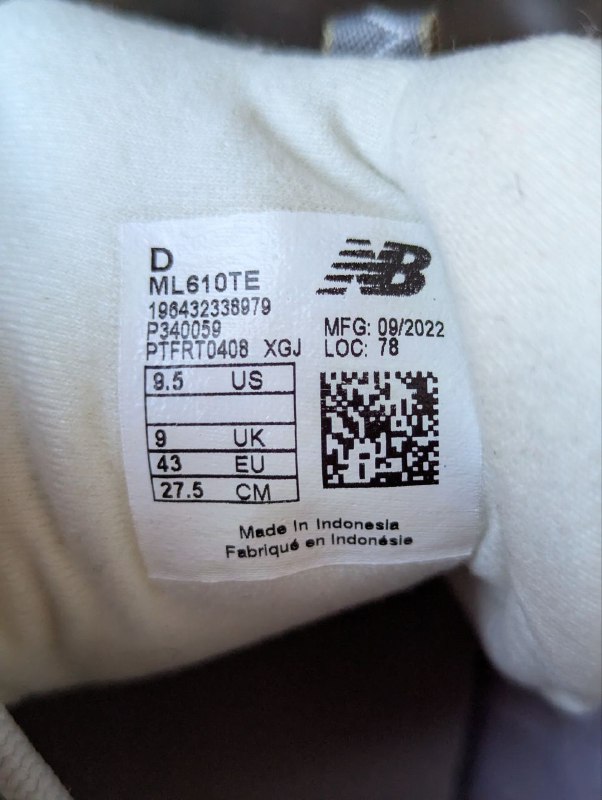 D
ML610TE
196432338979
P340059
PTFRT0408 XGJ
NB
MFG: 09/2022
LOC: 78
9.5 US
9 UK
43 EU
27.5 CM
Made In Indonesia
Fabriqué en Indonésie